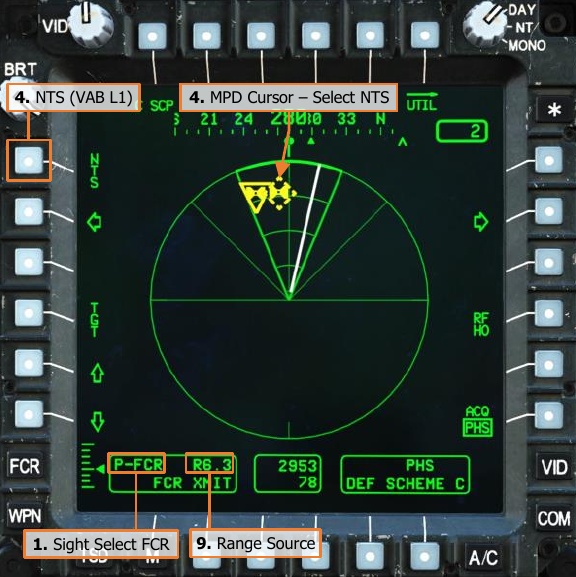 VID
DAY
NT
MONO
BRT
4. NTS (VAB L1)
4. MPD Cursor – Select NTS
C SCP
UTIL
S 21 24 30 33 N
2
*
NTS
TGT
RF HO
ACQ
PHS
P-FCR R6.3
FCR XMIT
2953
78
PHS
DEF SCHEME C
FCR
WPN
VID
COM
1. Sight Select FCR
9. Range Source
A/C